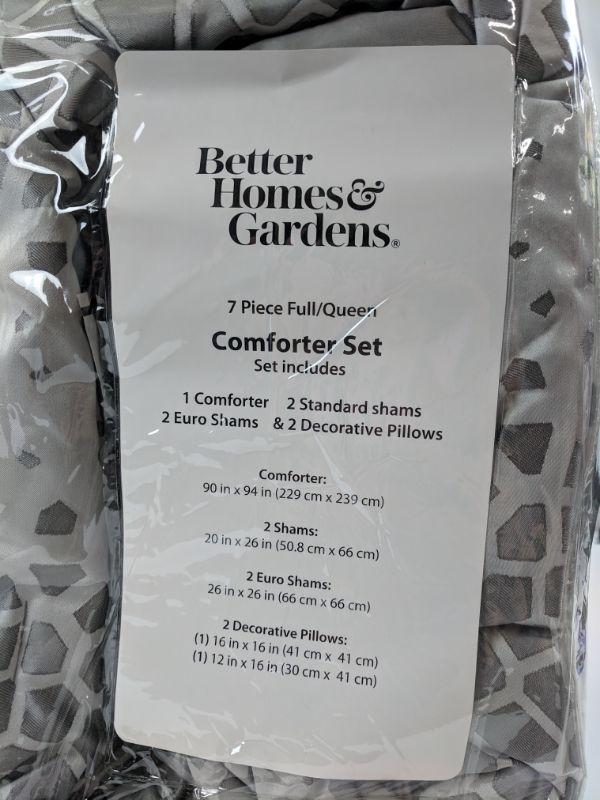 Better
Homes &
Gardens®
7 Piece Full/Queen
Comforter Set
Set includes
1 Comforter 2 Standard shams
2 Euro Shams & 2 Decorative Pillows
Comforter:
90 in x 94 in (229 cm x 239 cm)
2 Shams:
20 in x 26 in (50.8 cm x 66 cm)
2 Euro Shams:
26 in x 26 in (66 cm x 66 cm)
2 Decorative Pillows:
(1) 16 in x 16 in (41 cm x 41 cm)
(1) 12 in x 16 in (30 cm x 41 cm)